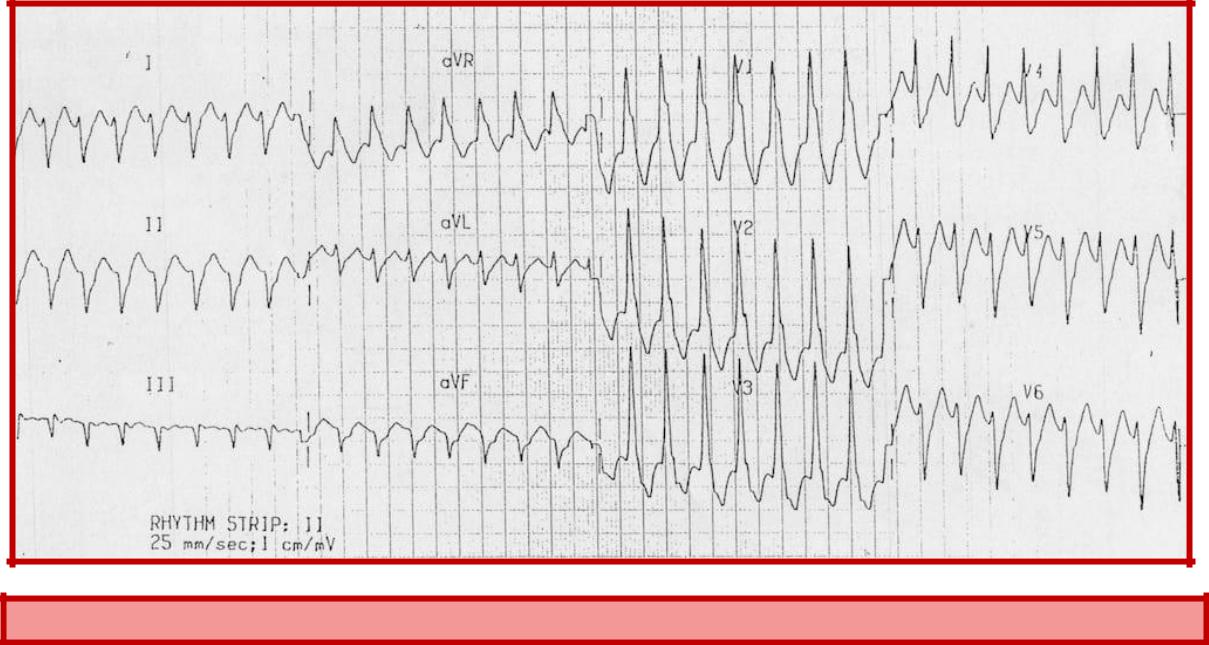 I aVR V1 V4
II aVL V2 V5
III aVF V3 V6
RHYTHM STRIP: II
25 mm/sec;1 cm/mV